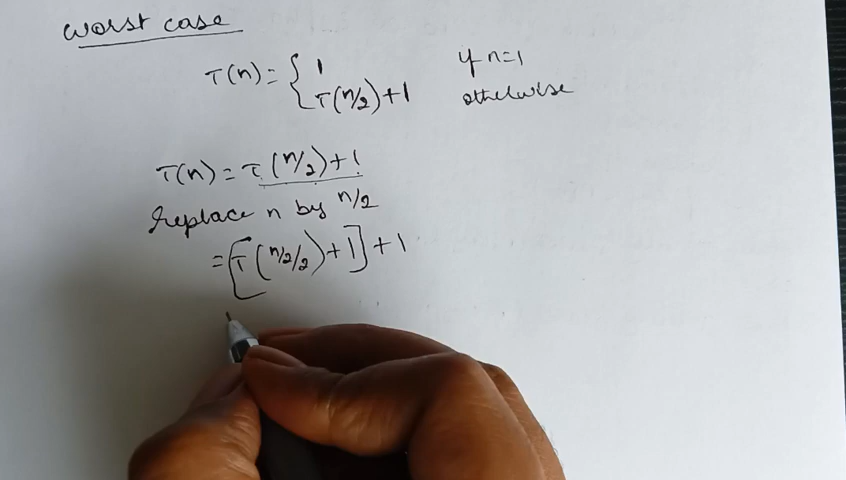 worst case
T(n) = { 1 if n=1
T(n/2)+1 otherwise
T(n) = T(n/2)+1
Replace n by n/2
= [T(n/2/2)+1]+1